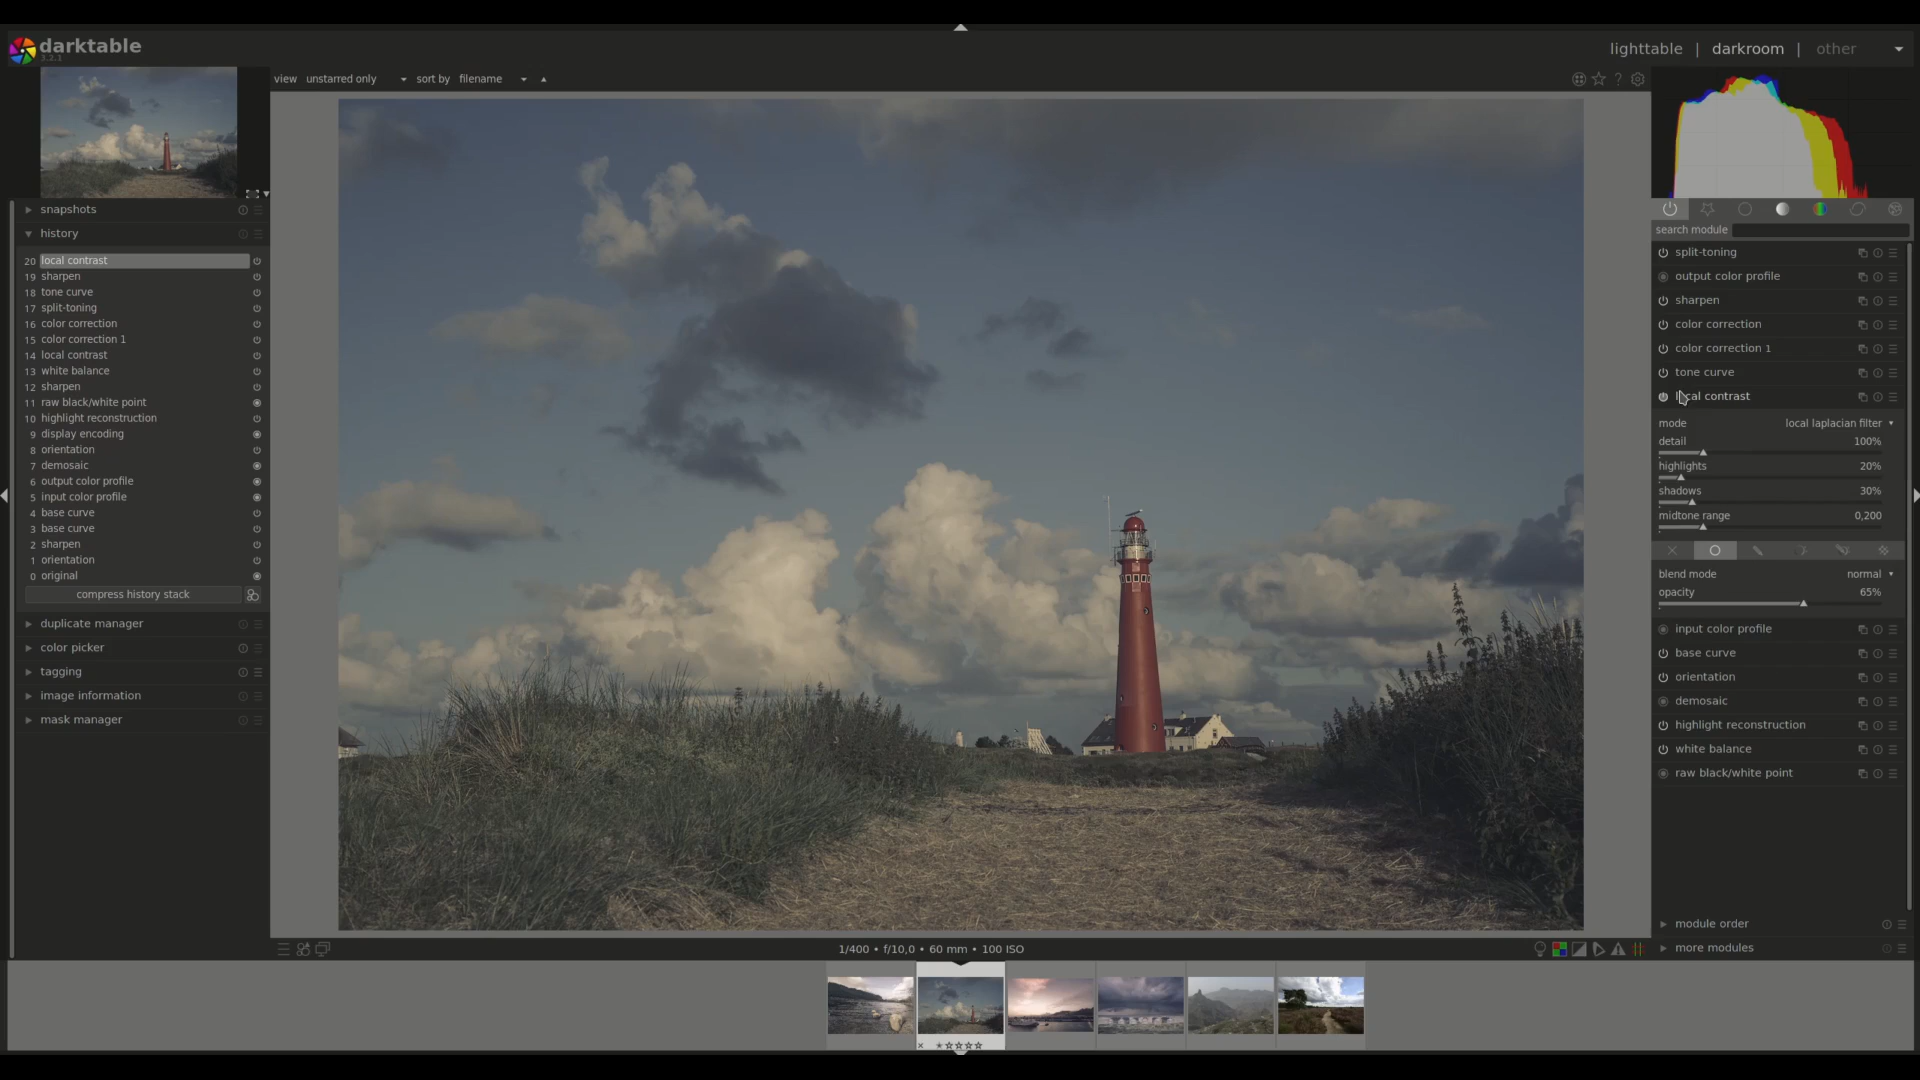 darktable
3.2.1
lighttable | darkroom | other
view unstarred only sort by filename
snapshots
history
20 local contrast
19 sharpen
18 tone curve
17 split-toning
16 color correction
15 color correction 1
14 local contrast
13 white balance
12 sharpen
11 raw black/white point
10 highlight reconstruction
9 display encoding
8 orientation
7 demosaic
6 output color profile
5 input color profile
4 base curve
3 base curve
2 sharpen
1 orientation
0 original
compress history stack
duplicate manager
color picker
tagging
image information
mask manager
1/400 • f/10,0 • 60 mm • 100 ISO
search module
split-toning
output color profile
sharpen
color correction
color correction 1
tone curve
local contrast
mode local laplacian filter
detail 100%
highlights 20%
shadows 30%
midtone range 0,200
blend mode normal
opacity 65%
input color profile
base curve
orientation
demosaic
highlight reconstruction
white balance
raw black/white point
module order
more modules